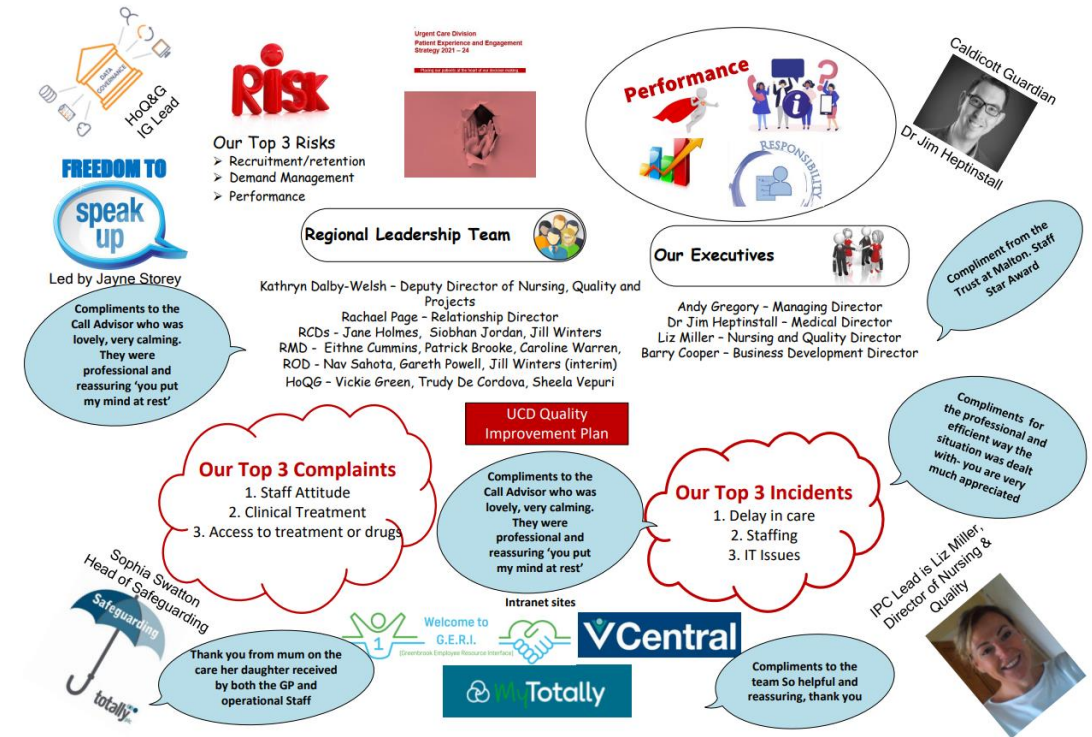 DATA
GOVERNANCE
HoQ&G
IG Lead
RiSK
Our Top 3 Risks
➢ Recruitment/retention
➢ Demand Management
➢ Performance
Urgent Care Division
Patient Experience and Engagement
Strategy 2021 – 24
Placing our patients at the heart of our decision making
Performance
RESPONSIBILITY
Caldicott Guardian
Dr Jim Heptinstall
FREEDOM TO
speak
up
Led by Jayne Storey
Regional Leadership Team
Kathryn Dalby-Welsh – Deputy Director of Nursing, Quality and
Projects
Rachael Page – Relationship Director
RCDs - Jane Holmes, Siobhan Jordan, Jill Winters
RMD - Eithne Cummins, Patrick Brooke, Caroline Warren,
ROD - Nav Sahota, Gareth Powell, Jill Winters (interim)
HoQG – Vickie Green, Trudy De Cordova, Sheela Vepuri
Our Executives
Andy Gregory – Managing Director
Dr Jim Heptinstall – Medical Director
Liz Miller – Nursing and Quality Director
Barry Cooper – Business Development Director
Compliment from the
Trust at Malton. Staff
Star Award
Compliments to the
Call Advisor who was
lovely, very calming.
They were
professional and
reassuring ‘you put
my mind at rest’
UCD Quality
Improvement Plan
Compliments for
the professional and
efficient way the
situation was dealt
with- you are very
much appreciated
Our Top 3 Complaints
1. Staff Attitude
2. Clinical Treatment
3. Access to treatment or drugs
Compliments to the
Call Advisor who was
lovely, very calming.
They were
professional and
reassuring ‘you put
my mind at rest’
Our Top 3 Incidents
1. Delay in care
2. Staffing
3. IT Issues
Sophia Swatton
Head of Safeguarding
Safeguarding
totally
plc
Thank you from mum on the
care her daughter received
by both the GP and
operational Staff
Intranet sites
1
Welcome to
G.E.R.I.
(Greenbrook Employee Resource Interface)
VCentral
MyTotally
Compliments to the
team So helpful and
reassuring, thank you
IPC Lead is Liz Miller,
Director of Nursing &
Quality